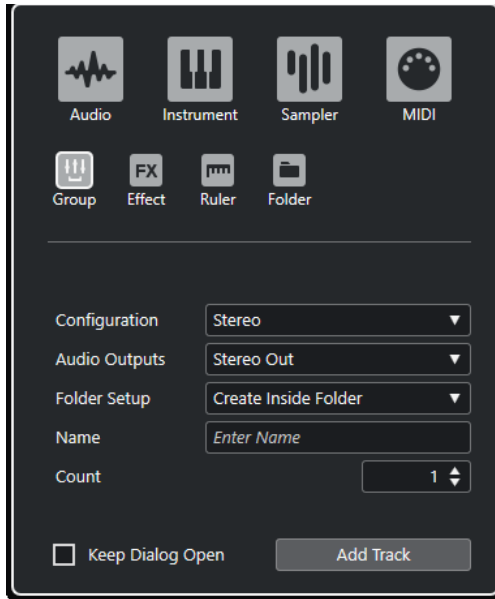 Audio Instrument Sampler MIDI
FX
Group Effect Ruler Folder
Configuration Stereo
Audio Outputs Stereo Out
Folder Setup Create Inside Folder
Name Enter Name
Count 1
Keep Dialog Open Add Track